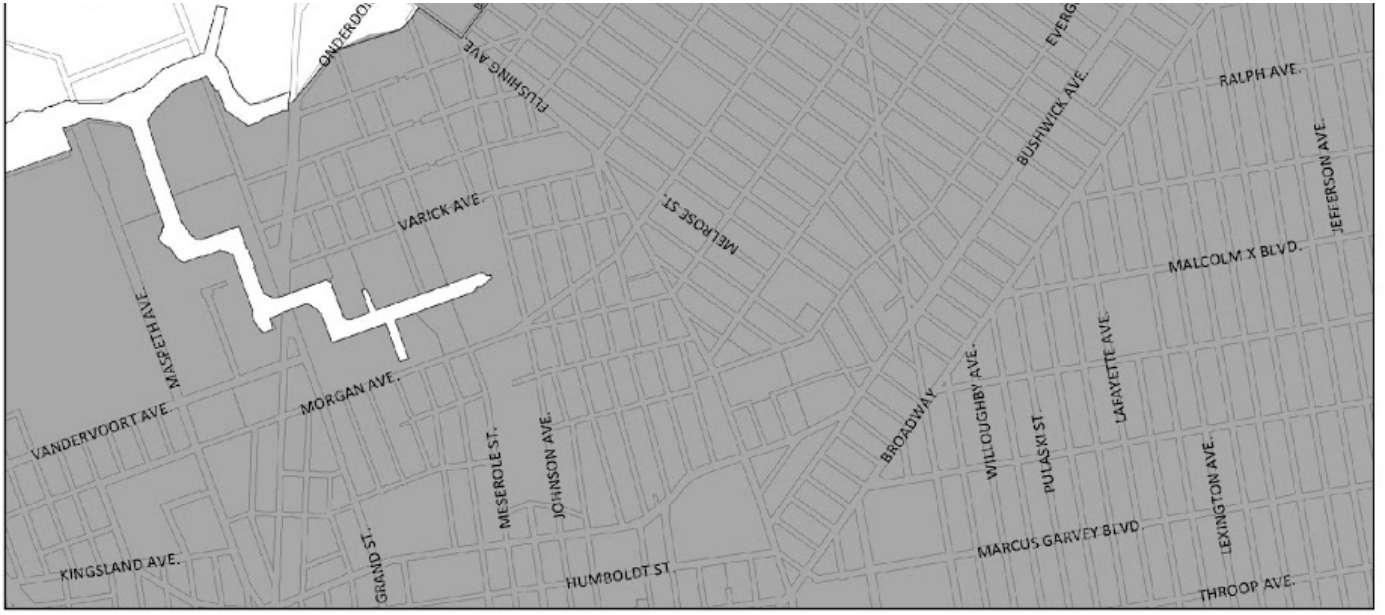 ONDERDON
EVERG
FLUSHING AVE.
RALPH AVE.
BUSHWICK AVE.
JEFFERSON AVE.
VARICK AVE.
MELROSE ST.
MALCOLM X BLVD.
MASPETH AVE.
MORGAN AVE.
VANDERVOORT AVE.
BROADWAY
WILLOUGHBY AVE.
LAFAYETTE AVE.
PULASKI ST
MESEROLE ST.
JOHNSON AVE.
LEXINGTON AVE.
GRAND ST.
KINGSLAND AVE.
HUMBOLDT ST.
MARCUS GARVEY BLVD
THROOP AVE.